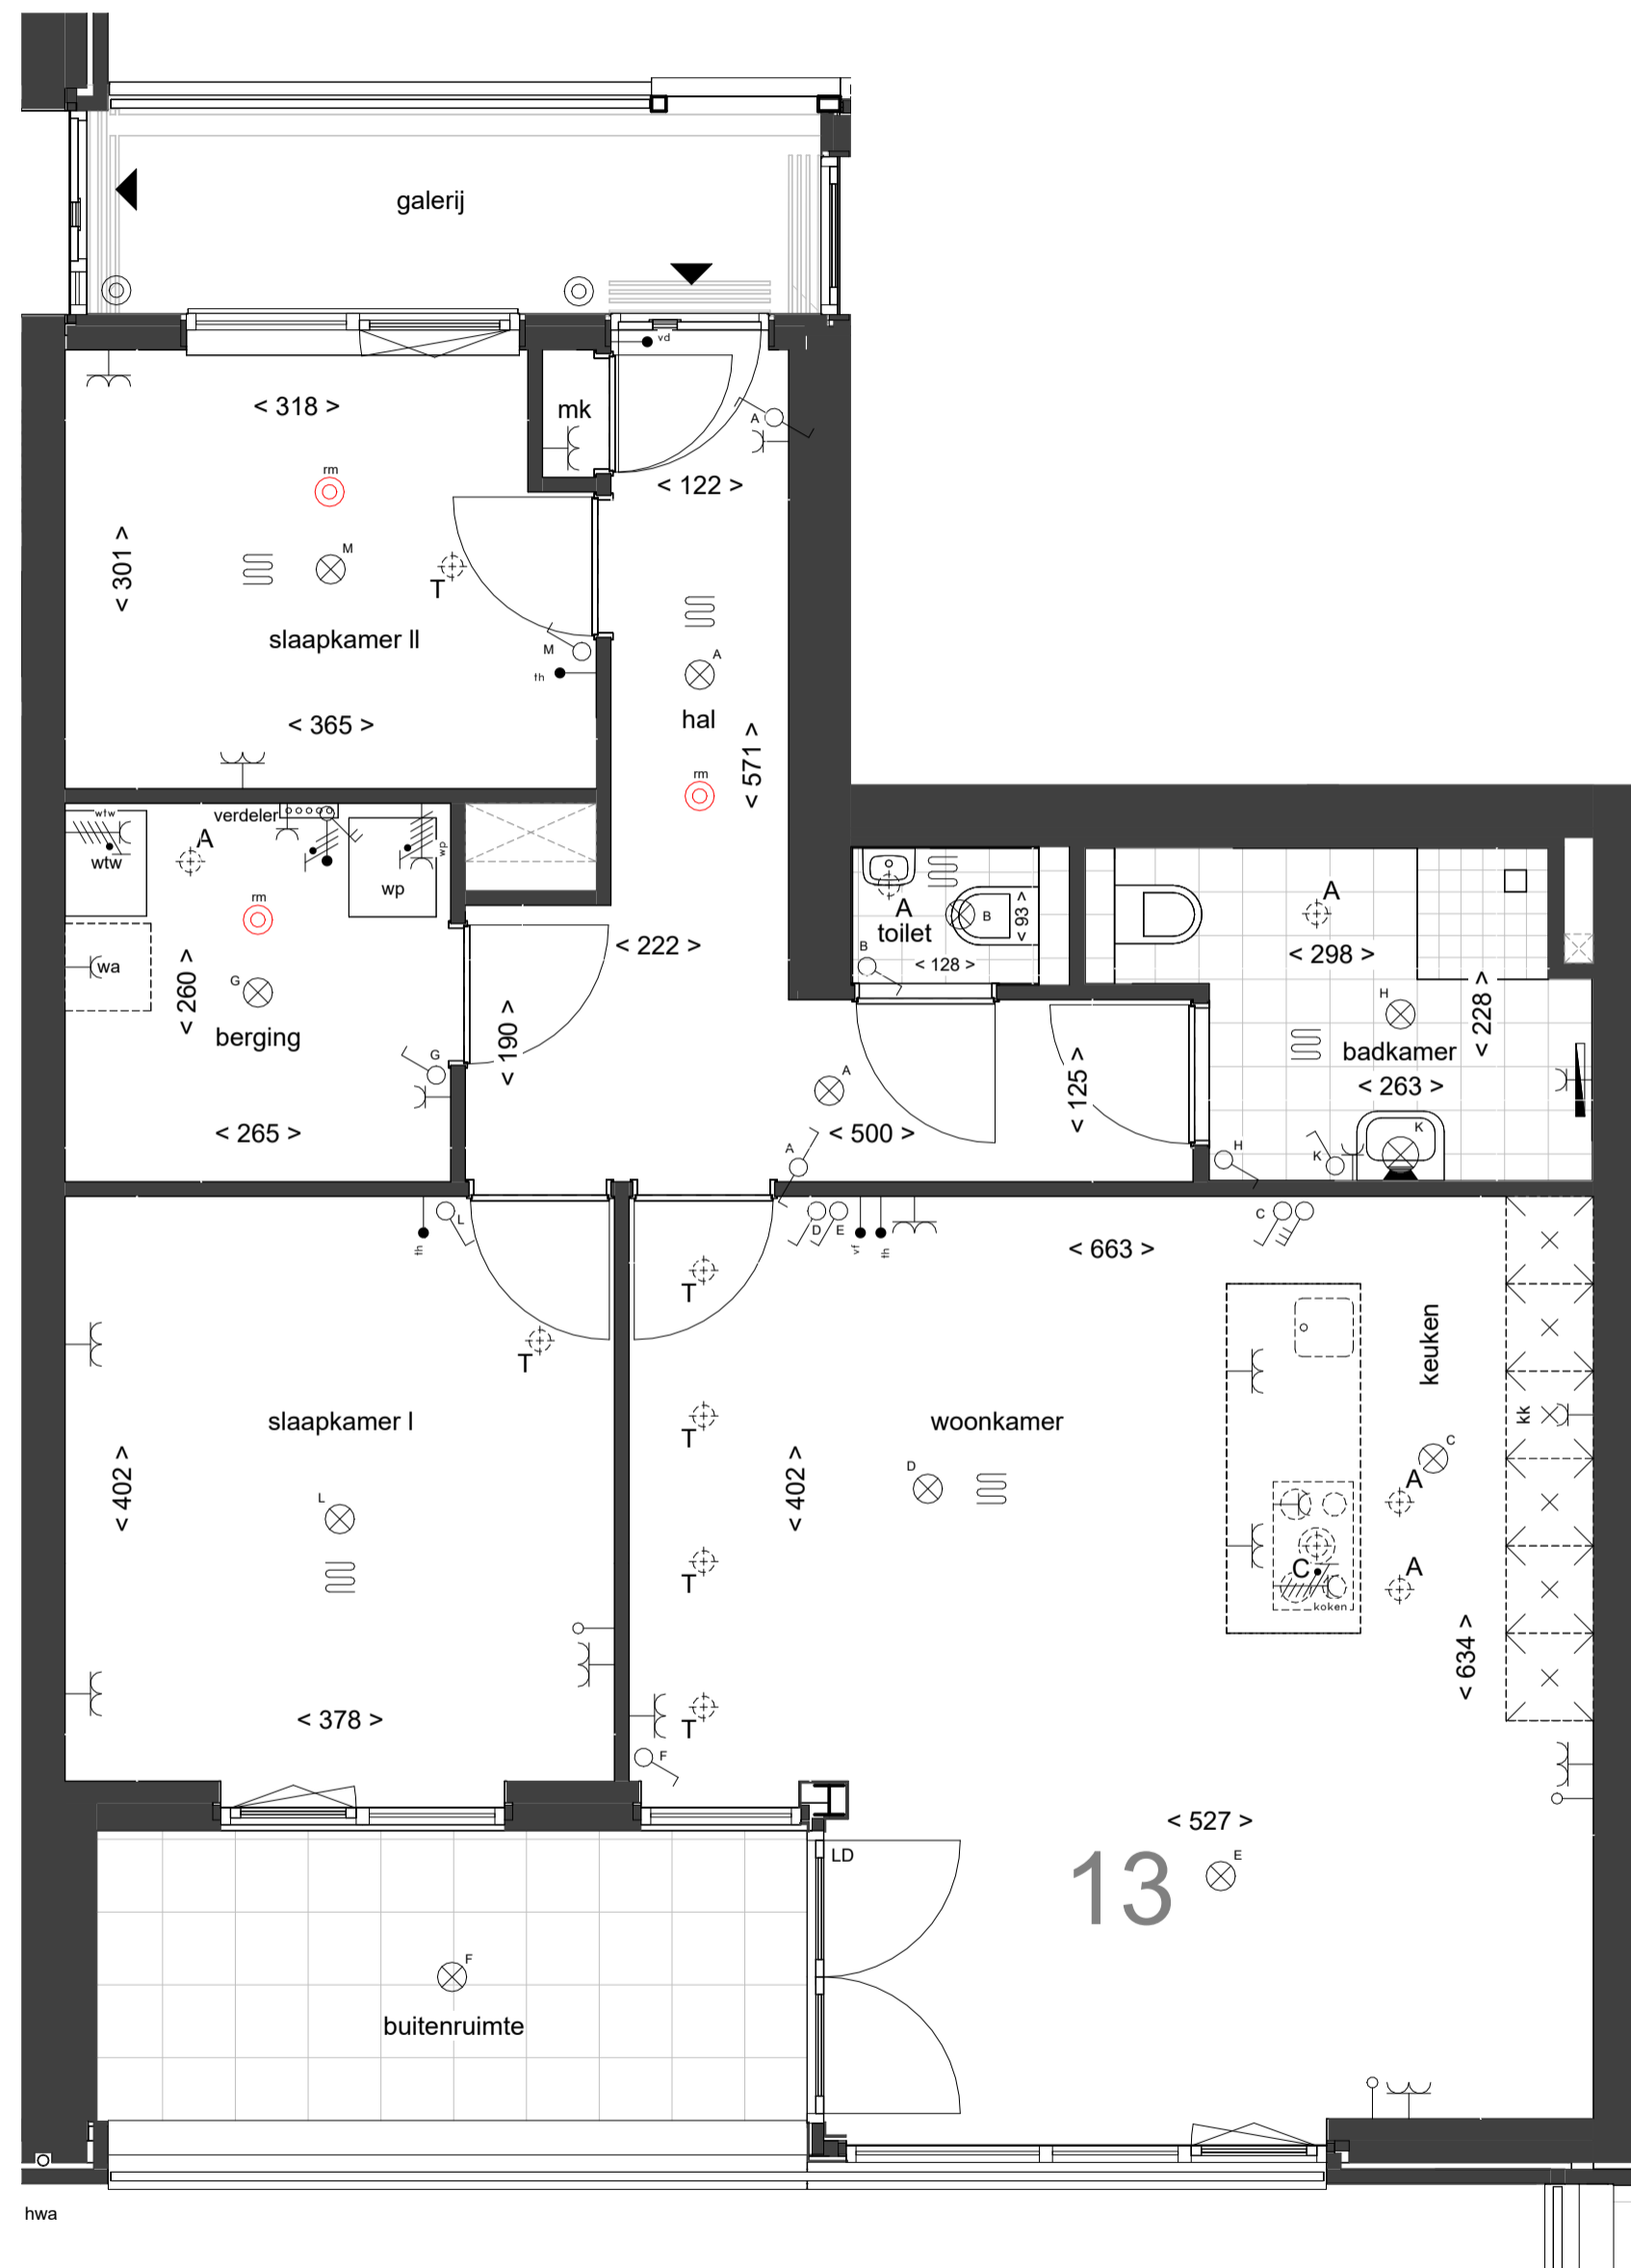 galerij
vd
< 318 >
mk
A
rm
< 122 >
< 301 >
M
T
slaapkamer II
M
th
A
< 365 >
hal
< 571 >
rm
wtw
verdeler
A
wp
wtw
wp
rm
A
B
< 93 >
toilet
B
< 128 >
A
< 298 >
wa
< 222 >
< 260 >
G
H
< 228 >
berging
< 190 >
G
badkamer
< 263 >
A
< 125 >
< 265 >
< 500 >
A
H
K
K
th
L
D
E
vf
th
C
< 663 >
T
T
keuken
slaapkamer I
woonkamer
T
kk
< 402 >
< 402 >
D
C
A
L
T
C
A
koken
< 634 >
< 378 >
T
F
< 527 >
LD
13
E
F
buitenruimte
hwa